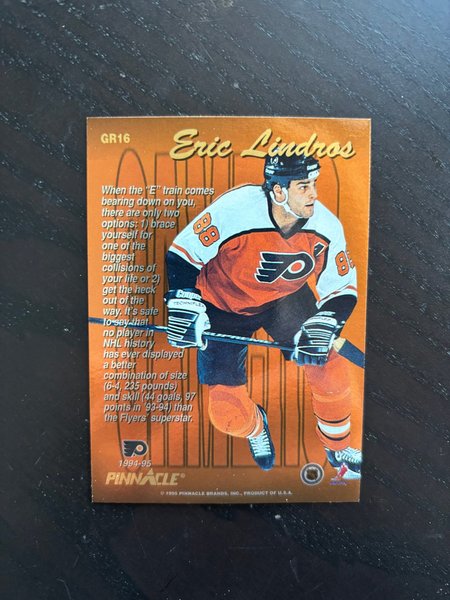 GR16
Eric Lindros
When the "E" train comes
bearing down on you,
there are only two
options: 1) brace
yourself for
one of the
biggest
collisions of
your life or 2)
get the heck
out of the
way. It's safe
to say that
no player in
NHL history
has ever displayed
a better
combination of size
(6-4, 235 pounds)
and skill (44 goals, 97
points in '93-94) than
the Flyers' superstar.
88
88
1994-95
PINNACLE
© 1995 PINNACLE BRANDS, INC., PRODUCT OF U.S.A.